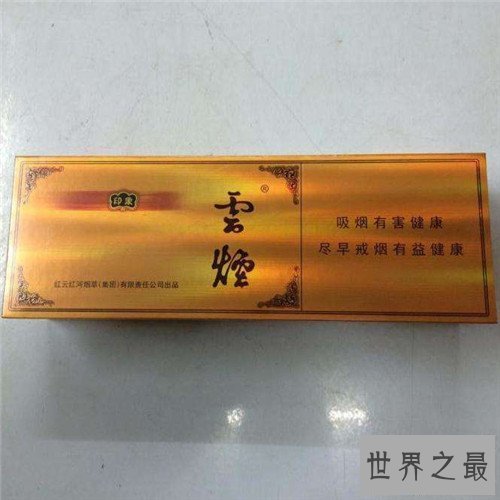 印象
雲煙
®
红云红河烟草(集团)有限责任公司出品
吸烟有害健康
尽早戒烟有益健康
世界之最